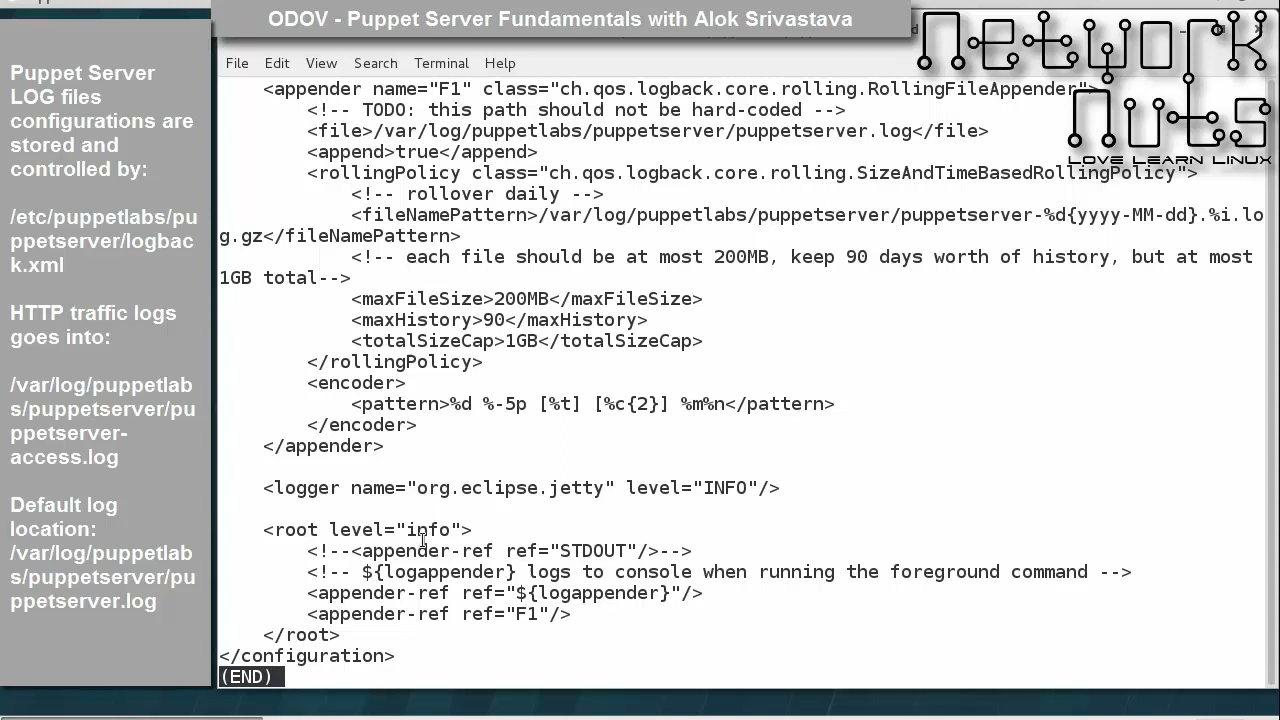 ODOV - Puppet Server Fundamentals with Alok Srivastava
Network
Nuts
LOVE LEARN LINUX
Puppet Server
LOG files
configurations are
stored and
controlled by:
/etc/puppetlabs/pu
ppetserver/logbac
k.xml
HTTP traffic logs
goes into:
/var/log/puppetlab
s/puppetserver/pu
ppetserver-
access.log
Default log
location:
/var/log/puppetlab
s/puppetserver/pu
ppetserver.log
File Edit View Search Terminal Help
<appender name="F1" class="ch.qos.logback.core.rolling.RollingFileAppender">
<!-- TODO: this path should not be hard-coded -->
<file>/var/log/puppetlabs/puppetserver/puppetserver.log</file>
<append>true</append>
<rollingPolicy class="ch.qos.logback.core.rolling.SizeAndTimeBasedRollingPolicy">
<!-- rollover daily -->
<fileNamePattern>/var/log/puppetlabs/puppetserver/puppetserver-%d{yyyy-MM-dd}.%i.lo
g.gz</fileNamePattern>
<!-- each file should be at most 200MB, keep 90 days worth of history, but at most
1GB total-->
<maxFileSize>200MB</maxFileSize>
<maxHistory>90</maxHistory>
<totalSizeCap>1GB</totalSizeCap>
</rollingPolicy>
<encoder>
<pattern>%d %-5p [%t] [%c{2}] %m%n</pattern>
</encoder>
</appender>
<logger name="org.eclipse.jetty" level="INFO"/>
<root level="info">
<!--<appender-ref ref="STDOUT"/>-->
<!-- ${logappender} logs to console when running the foreground command -->
<appender-ref ref="${logappender}"/>
<appender-ref ref="F1"/>
</root>
</configuration>
(END)